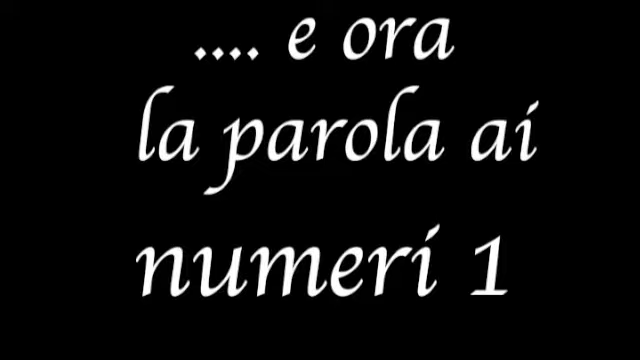 .... e ora
la parola ai
numeri 1